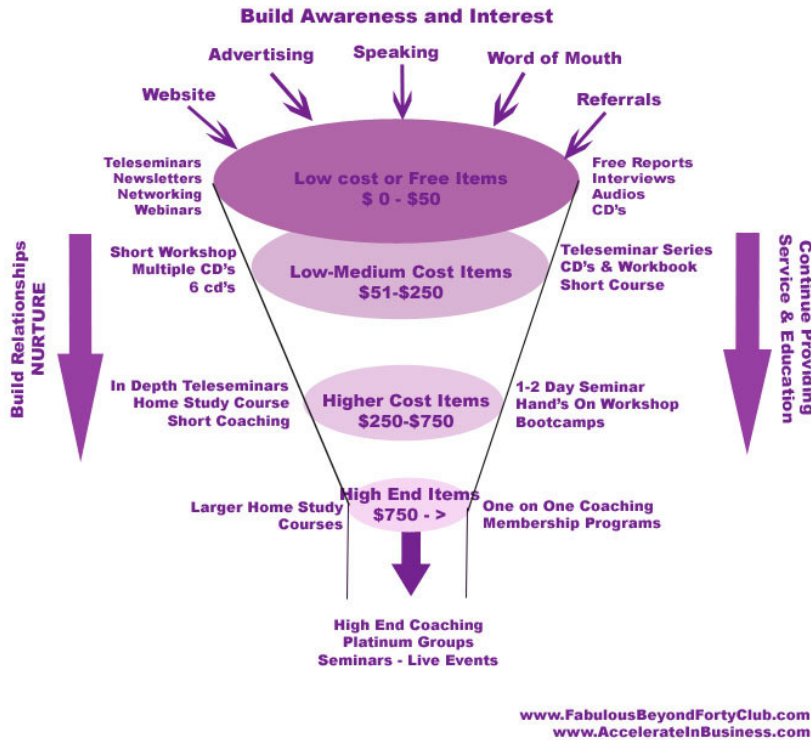 Build Awareness and Interest
Speaking
Advertising
Word of Mouth
Website
Referrals
Teleseminars
Newsletters
Networking
Webinars
Low cost or Free Items
$ 0 - $50
Free Reports
Interviews
Audios
CD's
Short Workshop
Multiple CD's
6 cd's
Low-Medium Cost Items
$51-$250
Teleseminar Series
CD's & Workbook
Short Course
Build Relationships
NURTURE
Continue Providing
Service & Education
In Depth Teleseminars
Home Study Course
Short Coaching
Higher Cost Items
$250-$750
1-2 Day Seminar
Hand's On Workshop
Bootcamps
Larger Home Study
Courses
High End Items
$750 - >
One on One Coaching
Membership Programs
High End Coaching
Platinum Groups
Seminars - Live Events
www.FabulousBeyondFortyClub.com
www.AccelerateInBusiness.com